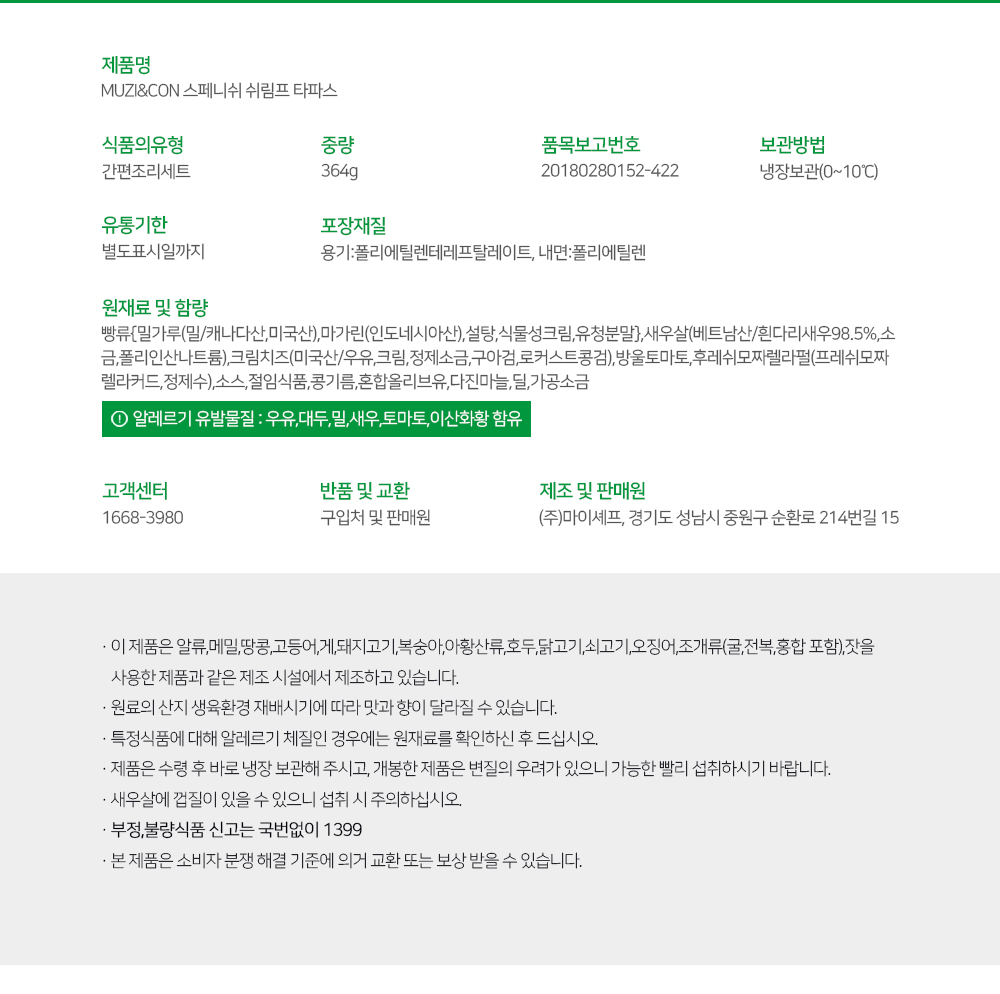 제품명
MUZI&CON 스페니쉬 쉬림프 타파스
식품의유형
간편조리세트
중량
364g
품목보고번호
20180280152-422
보관방법
냉장보관(0~10℃)
유통기한
별도표시일까지
포장재질
용기:폴리에틸렌테레프탈레이트, 내면:폴리에틸렌
원재료 및 함량
빵류{밀가루(밀/캐나다산,미국산),마가린(인도네시아산),설탕,식물성크림,유청분말},새우살(베트남산/흰다리새우98.5%,소
금,폴리인산나트륨),크림치즈(미국산/우유,크림,정제소금,구아검,로커스트콩검),방울토마토,후레쉬모짜렐라펄(프레쉬모짜
렐라커드,정제수),소스,절임식품,콩기름,혼합올리브유,다진마늘,딜,가공소금
! 알레르기 유발물질 : 우유,대두,밀,새우,토마토,이산화황 함유
고객센터
1668-3980
반품 및 교환
구입처 및 판매원
제조 및 판매원
(주)마이셰프, 경기도 성남시 중원구 순환로 214번길 15
· 이 제품은 알류,메밀,땅콩,고등어,게,돼지고기,복숭아,아황산류,호두,닭고기,쇠고기,오징어,조개류(굴,전복,홍합 포함),잣을
사용한 제품과 같은 제조 시설에서 제조하고 있습니다.
· 원료의 산지 생육환경 재배시기에 따라 맛과 향이 달라질 수 있습니다.
· 특정식품에 대해 알레르기 체질인 경우에는 원재료를 확인하신 후 드십시오.
· 제품은 수령 후 바로 냉장 보관해 주시고, 개봉한 제품은 변질의 우려가 있으니 가능한 빨리 섭취하시기 바랍니다.
· 새우살에 껍질이 있을 수 있으니 섭취 시 주의하십시오.
· 부정,불량식품 신고는 국번없이 1399
· 본 제품은 소비자 분쟁 해결 기준에 의거 교환 또는 보상 받을 수 있습니다.